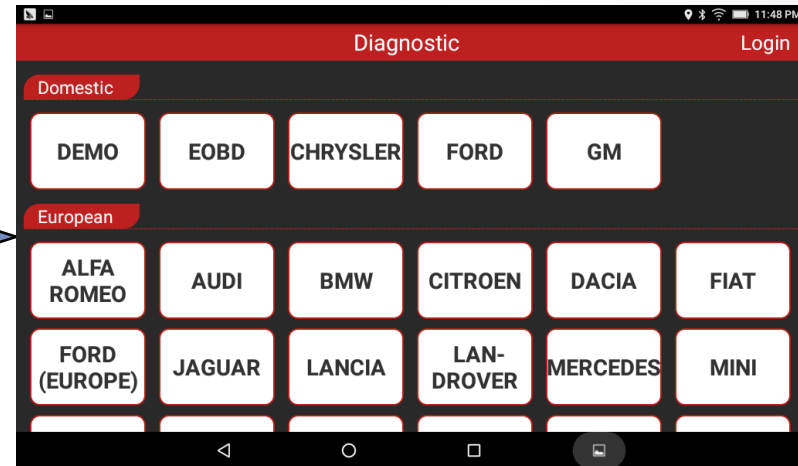 11:48 PM
Diagnostic
Login
Domestic
DEMO
EOBD
CHRYSLER
FORD
GM
European
ALFA
ROMEO
AUDI
BMW
CITROEN
DACIA
FIAT
FORD
(EUROPE)
JAGUAR
LANCIA
LAN-
DROVER
MERCEDES
MINI